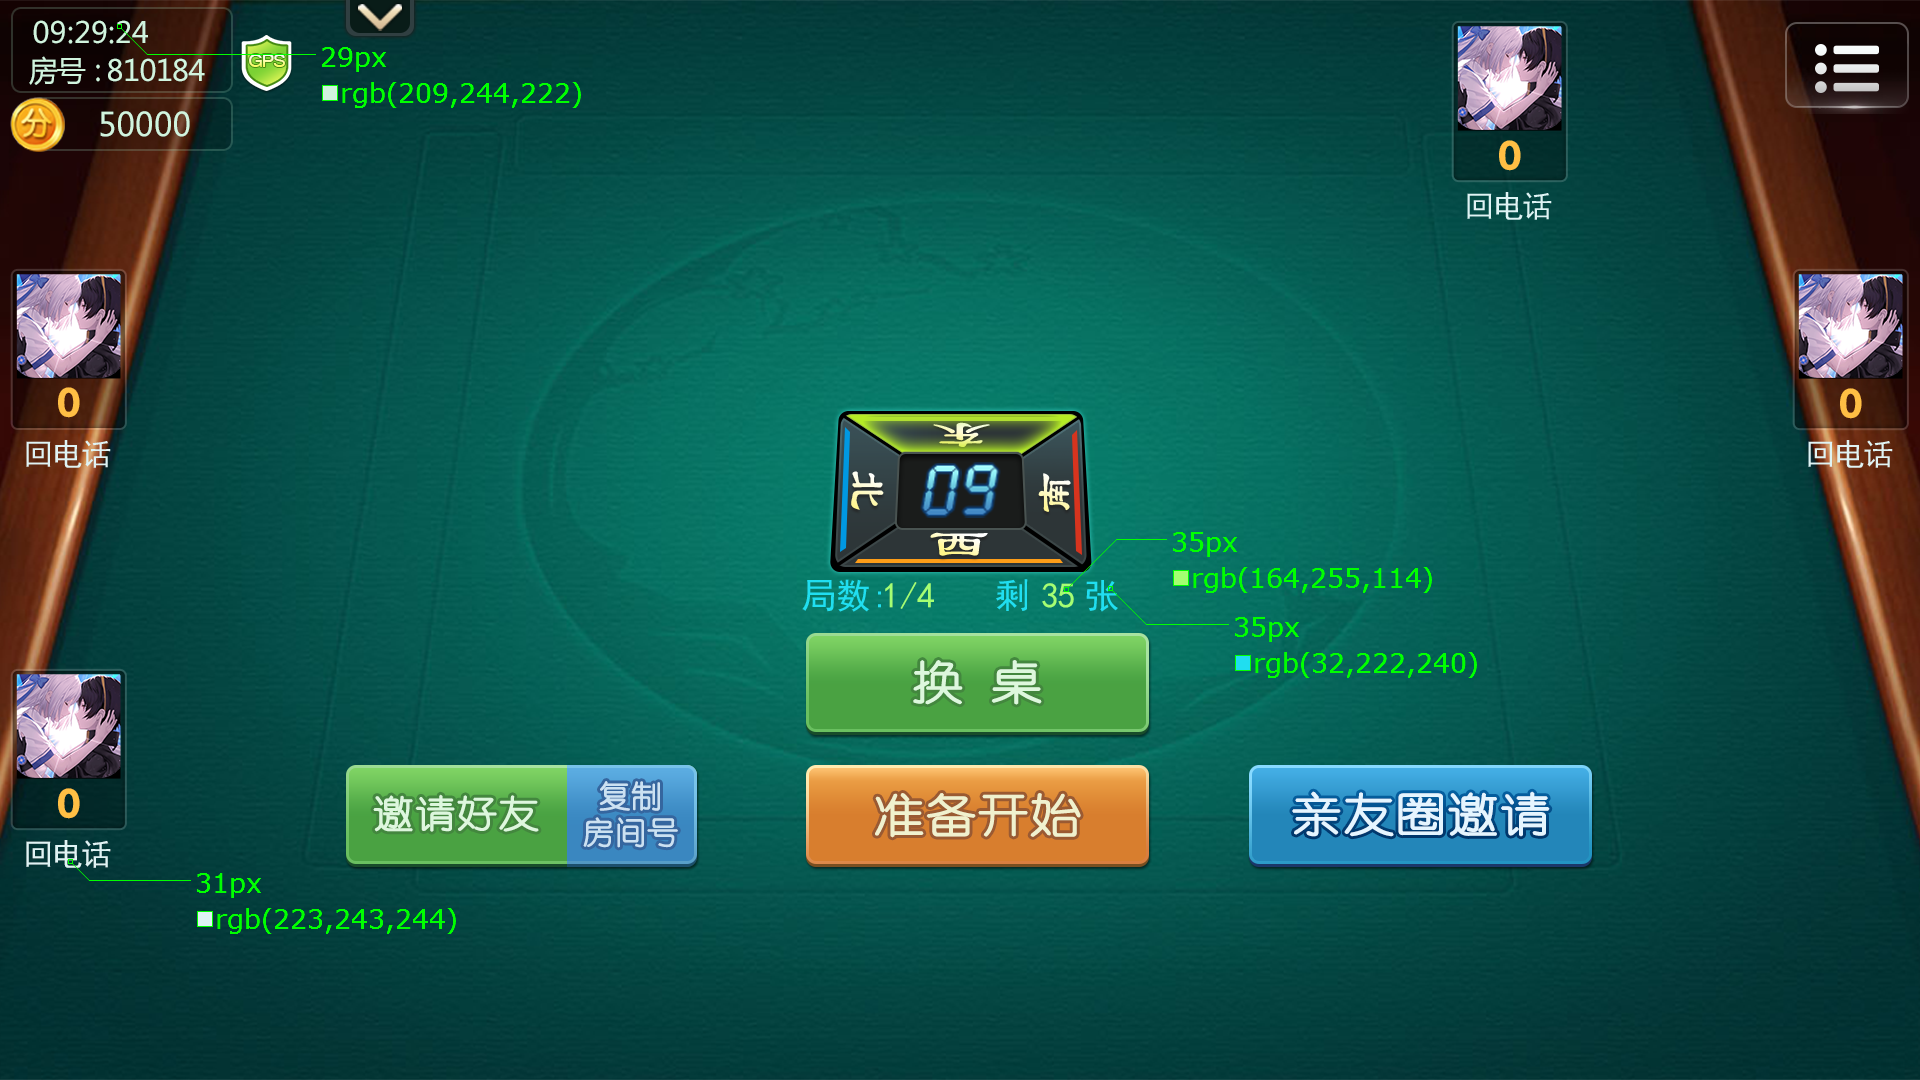 09:29:24
房号 : 810184
GPS
29px
rgb(209,244,222)
分
50000
0
回电话
0
回电话
0
回电话
东
北
09
南
西
局数:1/4
剩 35 张
35px
rgb(164,255,114)
35px
rgb(32,222,240)
换 桌
邀请好友
复制
房间号
准备开始
亲友圈邀请
0
回电话
31px
rgb(223,243,244)